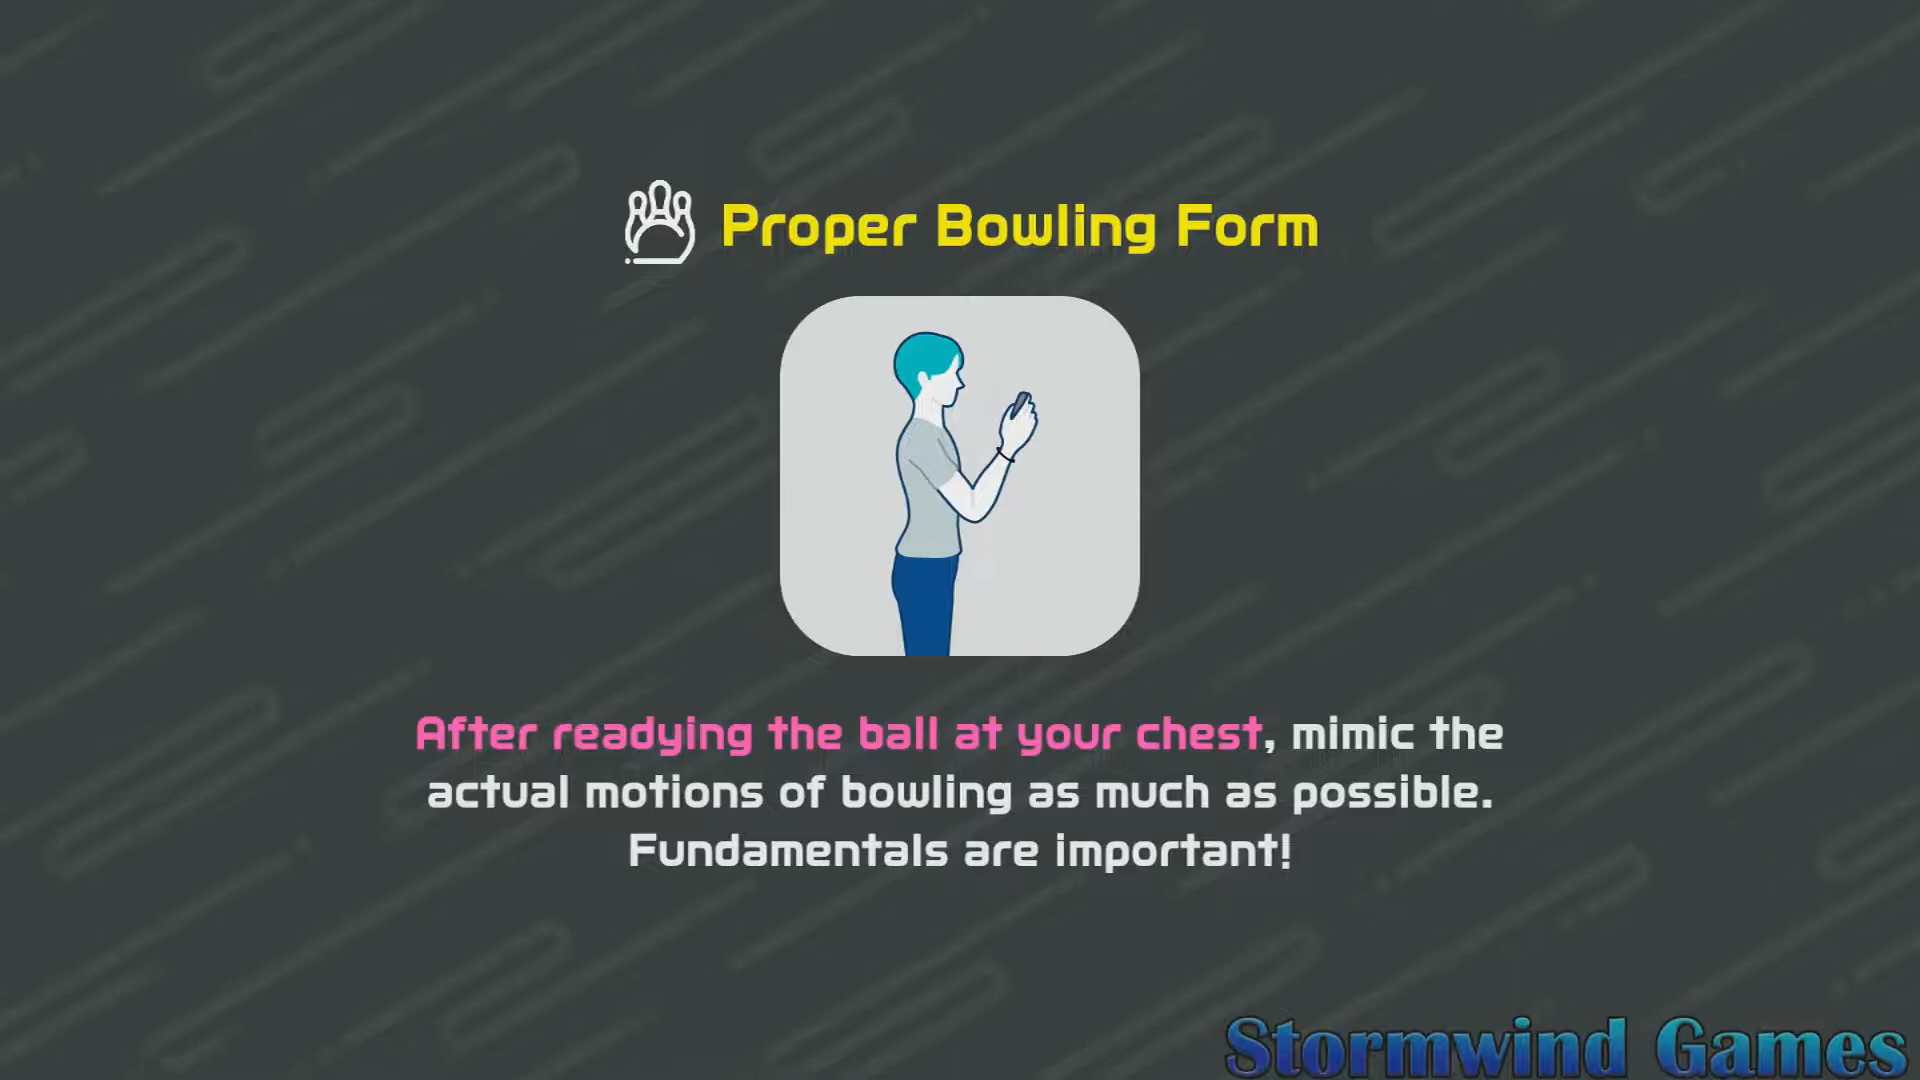 Proper Bowling Form
After readying the ball at your chest, mimic the
actual motions of bowling as much as possible.
Fundamentals are important!
Stormwind Games